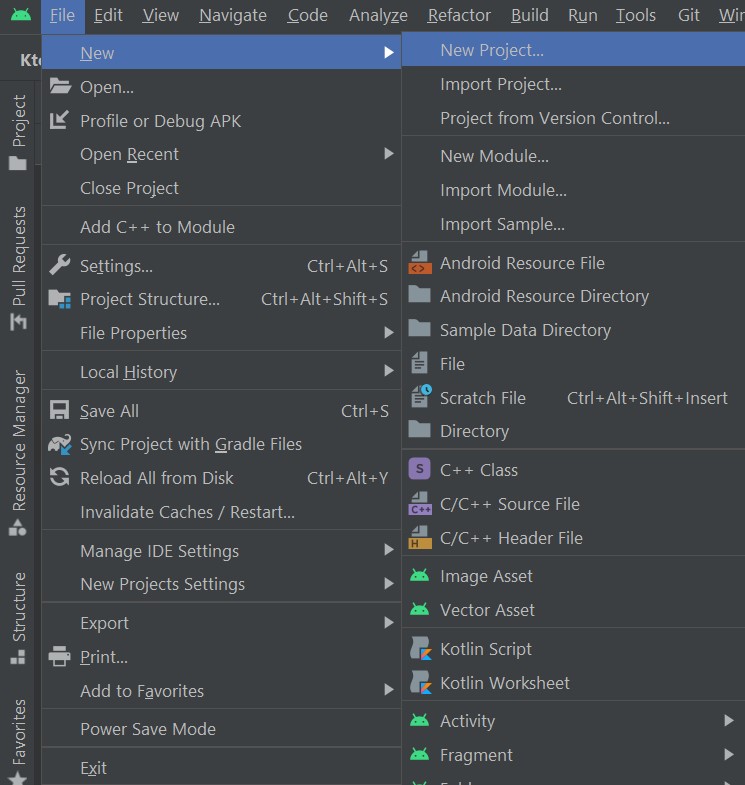 File Edit View Navigate Code Analyze Refactor Build Run Tools Git
Project
Pull Requests
Resource Manager
Structure
Favorites
New
Open...
Profile or Debug APK
Open Recent
Close Project
Add C++ to Module
Settings... Ctrl+Alt+S
Project Structure... Ctrl+Alt+Shift+S
File Properties
Local History
Save All Ctrl+S
Sync Project with Gradle Files
Reload All from Disk Ctrl+Alt+Y
Invalidate Caches / Restart...
Manage IDE Settings
New Projects Settings
Export
Print...
Add to Favorites
Power Save Mode
Exit
New Project...
Import Project...
Project from Version Control...
New Module...
Import Module...
Import Sample...
Android Resource File
Android Resource Directory
Sample Data Directory
File
Scratch File Ctrl+Alt+Shift+Insert
Directory
S C++ Class
C++ C/C++ Source File
H C/C++ Header File
Image Asset
Vector Asset
Kotlin Script
Kotlin Worksheet
Activity
Fragment